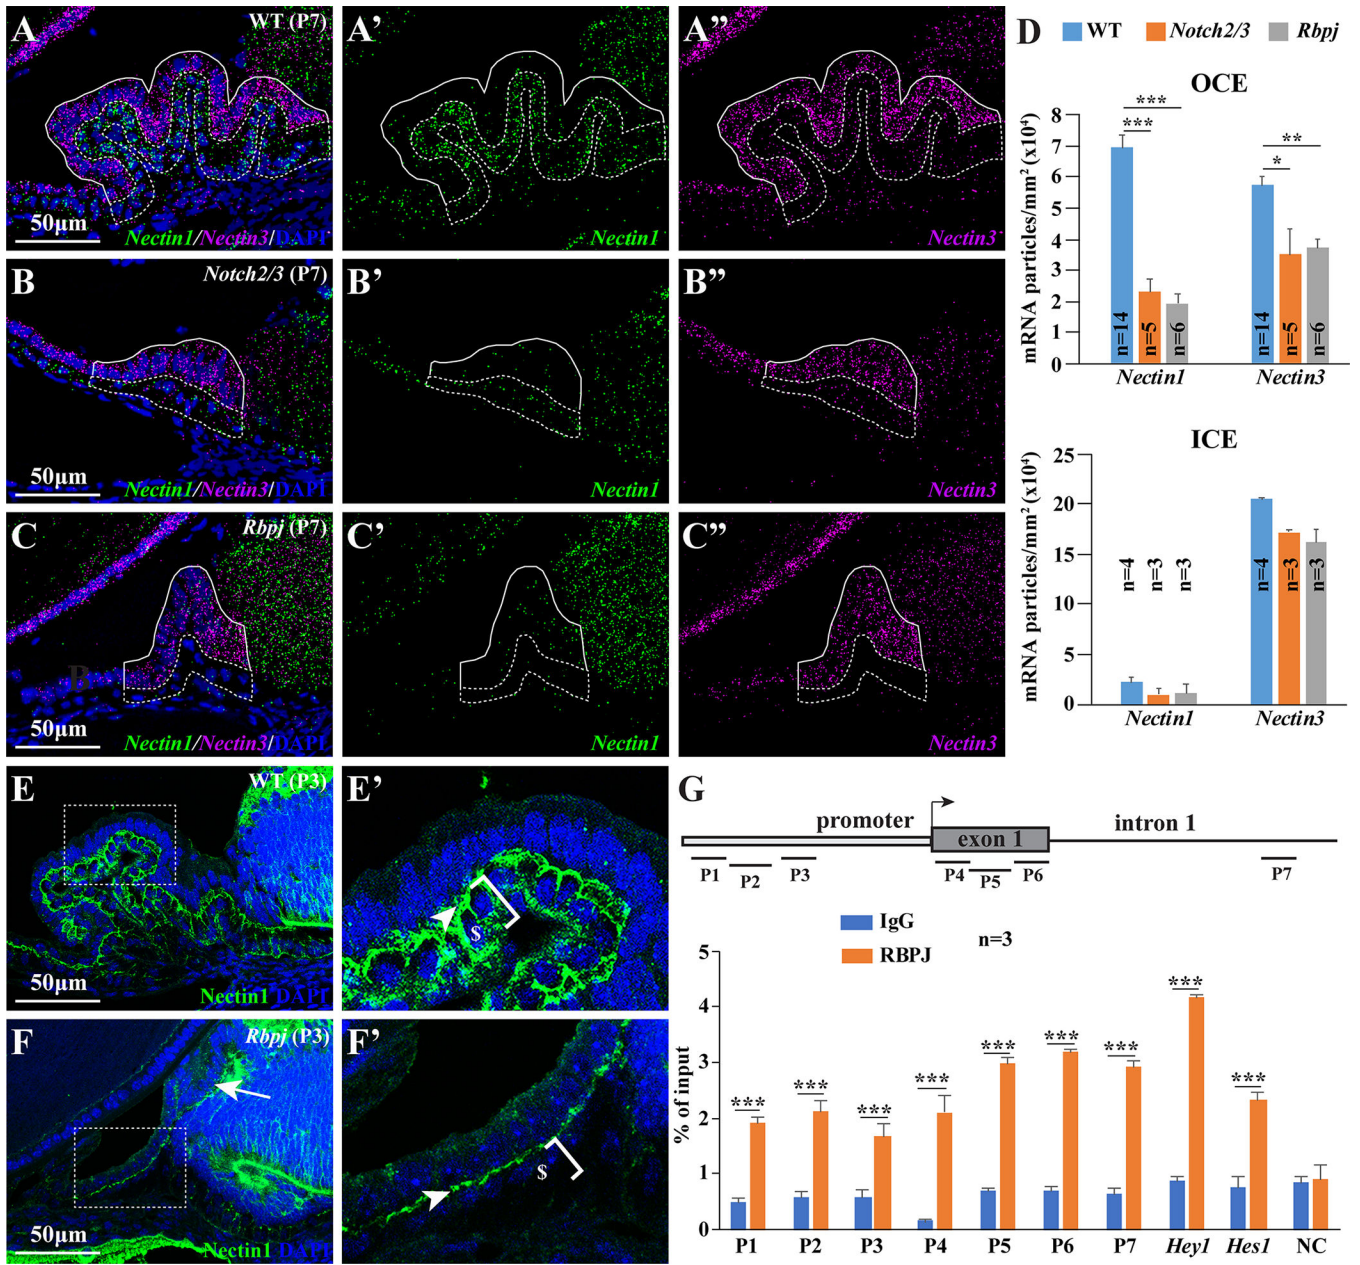 A
WT (P7)
50μm
Nectin1/Nectin3/DAPI
A’
Nectin1
A”
Nectin3
B
Notch2/3 (P7)
50μm
Nectin1/Nectin3/DAPI
B’
Nectin1
B”
Nectin3
C
Rbpj (P7)
B
50μm
Nectin1/Nectin3/DAPI
C’
Nectin1
C”
Nectin3
D
WT Notch2/3 Rbpj
OCE
mRNA particles/mm² (x10⁴)
8
7
6
5
4
3
2
1
0
***
***
**
*
n=14
n=5
n=6
n=14
n=5
n=6
Nectin1 Nectin3
ICE
mRNA particles/mm² (x10⁴)
25
20
15
10
5
0
n=4
n=3
n=3
n=4
n=3
n=3
Nectin1 Nectin3
E
WT (P3)
50μm
Nectin1 DAPI
E’
$
F
Rbpj (P3)
50μm
Nectin1 DAPI
F’
$
G
promoter exon 1 intron 1
P1 P2 P3 P4 P5 P6 P7
IgG
RBPJ
n=3
% of input
5
4
3
2
1
0
*** *** *** *** *** *** *** *** ***
P1 P2 P3 P4 P5 P6 P7 Hey1 Hes1 NC